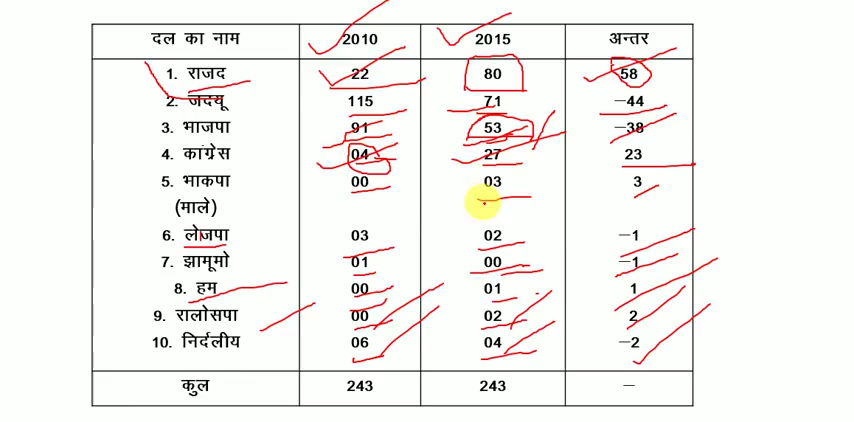 दल का नाम 2010 2015 अन्तर
1. राजद 22 80 58
2. जदयू 115 71 –44
3. भाजपा 91 53 –38
4. कांग्रेस 04 27 23
5. भाकपा 00 03 3
(माले)
6. लोजपा 03 02 –1
7. झामूमो 01 00 –1
8. हम 00 01 1
9. रालोसपा 00 02 2
10. निर्दलीय 06 04 –2
कुल 243 243 –